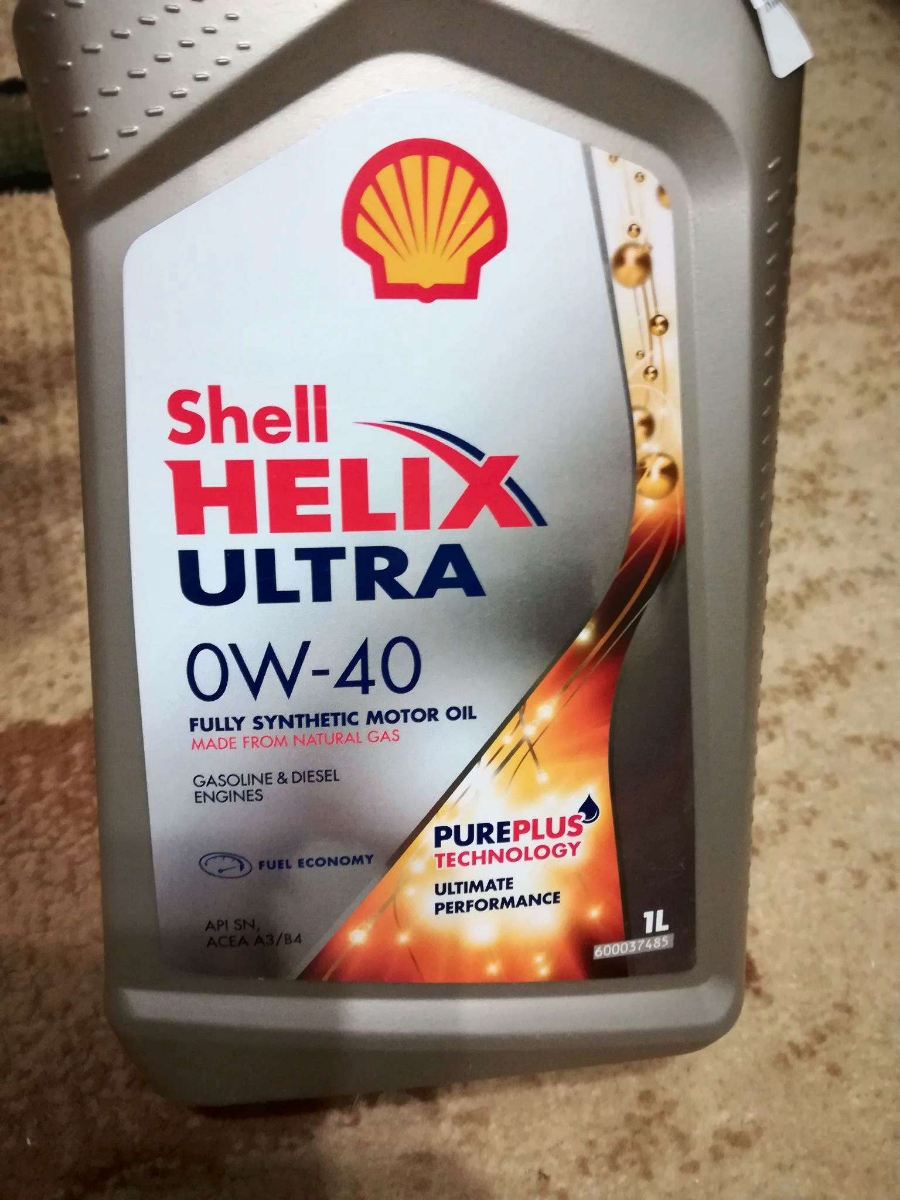 Shell
HELIX
ULTRA
0W-40
FULLY SYNTHETIC MOTOR OIL
MADE FROM NATURAL GAS
GASOLINE & DIESEL
ENGINES
FUEL ECONOMY
API SN,
ACEA A3/B4
PUREPLUS
TECHNOLOGY
ULTIMATE
PERFORMANCE
1L
600037485